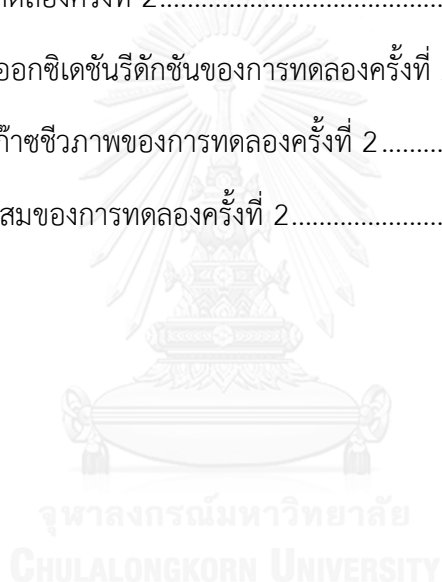 ดลองครั้งที่ 2..............................................
ออกซิเดชันรีดักชันของการทดลองครั้งที่
ก๊าซชีวภาพของการทดลองครั้งที่ 2..........
สมของการทดลองครั้งที่ 2.......................
จุฬาลงกรณ์มหาวิทยาลัย
CHULALONGKORN UNIVERSITY